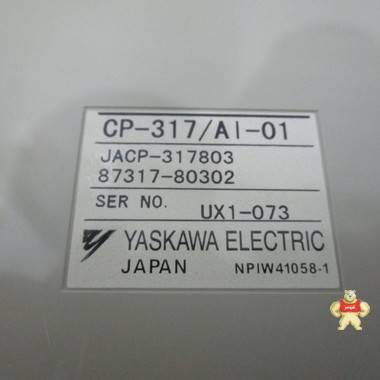 CP-317/AI-01
JACP-317803
87317-80302
SER NO. UX1-073
YASKAWA ELECTRIC
JAPAN NPIW41058-1